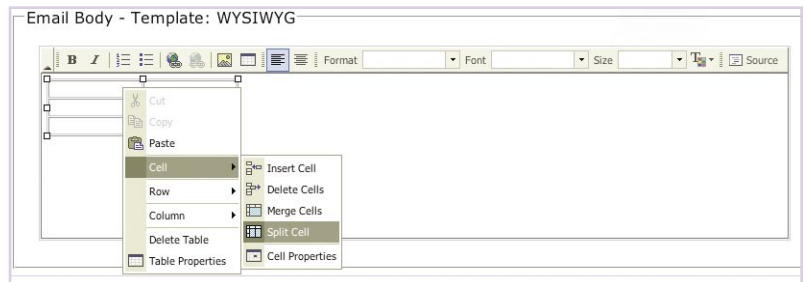 Email Body - Template: WYSIWYG
B I Format Font Size T Source
Cut
Copy
Paste
Cell
Insert Cell
Row
Delete Cells
Column
Merge Cells
Split Cell
Delete Table
Table Properties
Cell Properties